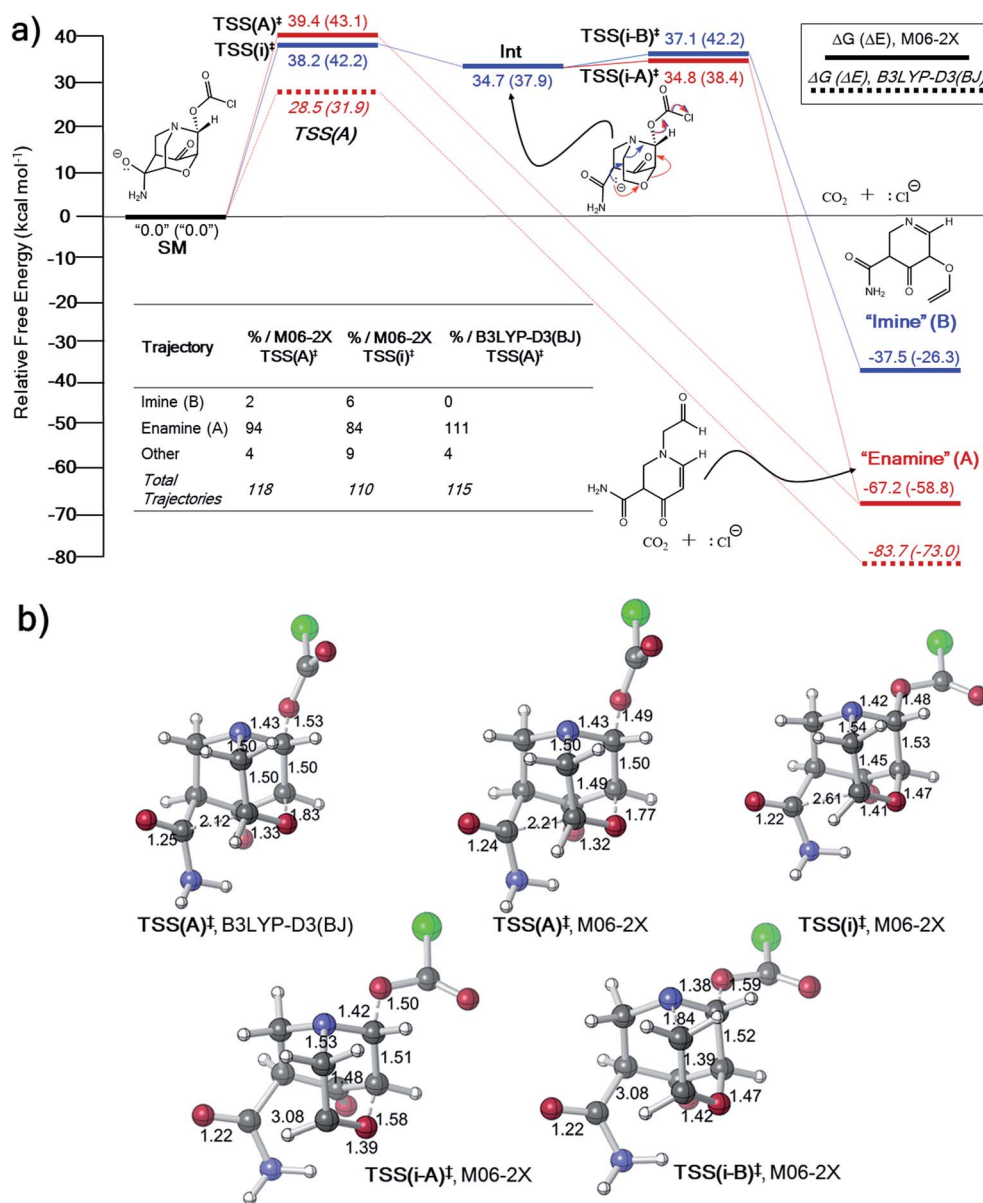 a)
TSS(A)‡ 39.4 (43.1)
TSS(i)‡ 38.2 (42.2)
28.5 (31.9)
TSS(A)
Int
34.7 (37.9)
TSS(i-B)‡ 37.1 (42.2)
TSS(i-A)‡ 34.8 (38.4)
ΔG (ΔE), M06-2X
ΔG (ΔE), B3LYP-D3(BJ)
Relative Free Energy (kcal mol-1)
40
30
20
10
0
-10
-20
-30
-40
-50
-60
-70
-80
O
Cl
O
N
H
O
O
O
H2N
"0.0" ("0.0")
SM
O
Cl
O
N
H
O
O
O
H2N
CO2 + :Cl⊖
N
H
O
O
NH2
O
"Imine" (B)
-37.5 (-26.3)
Trajectory
% / M06-2X TSS(A)‡
% / M06-2X TSS(i)‡
% / B3LYP-D3(BJ) TSS(A)‡
Imine (B) 2 6 0
Enamine (A) 94 84 111
Other 4 9 4
Total Trajectories 118 110 115
O
H
N
H
H2N
O
O
CO2 + :Cl⊖
"Enamine" (A)
-67.2 (-58.8)
-83.7 (-73.0)
b)
1.43
1.53
1.50
1.50
1.50
1.83
2.12
1.33
1.25
TSS(A)‡, B3LYP-D3(BJ)
1.43
1.49
1.50
1.50
1.49
1.77
2.21
1.32
1.24
TSS(A)‡, M06-2X
1.42
1.48
1.54
1.53
1.45
1.47
2.61
1.41
1.22
TSS(i)‡, M06-2X
1.42
1.50
1.53
1.51
1.48
1.58
3.08
1.39
1.22
TSS(i-A)‡, M06-2X
1.38
1.59
1.84
1.52
1.39
1.47
3.08
1.42
1.22
TSS(i-B)‡, M06-2X